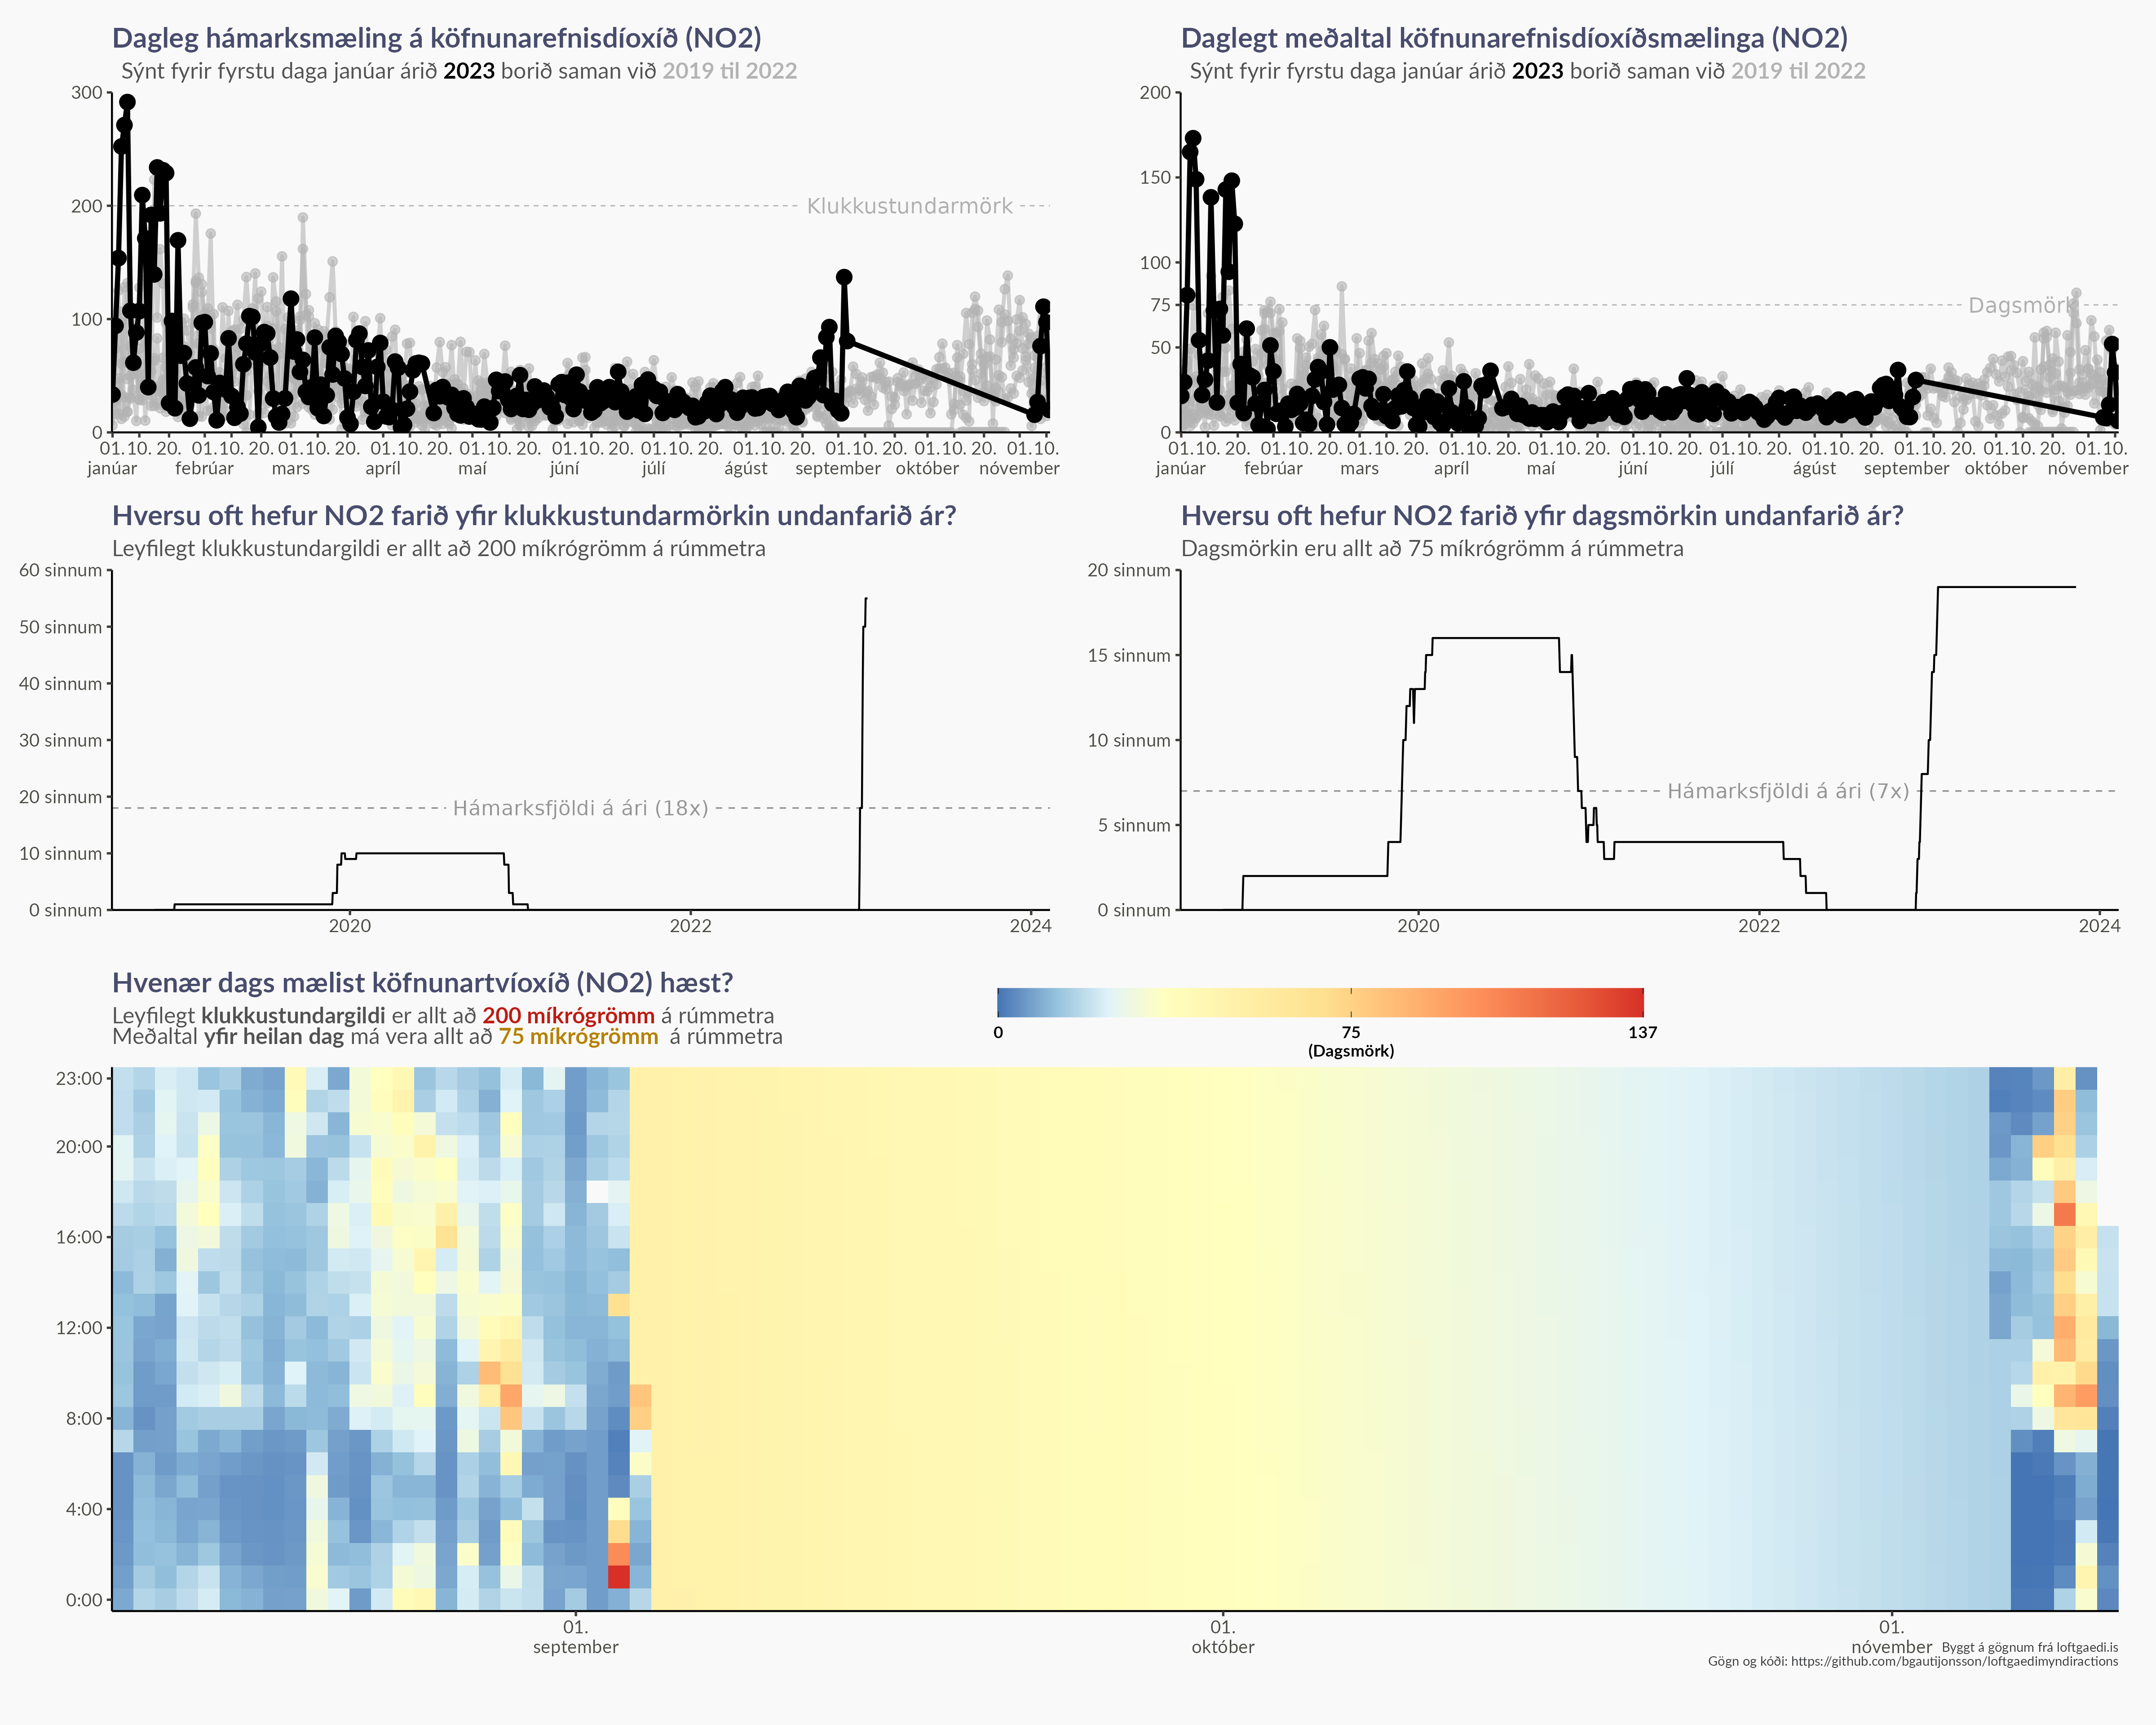 Dagleg hámarksmæling á köfnunarefnisdíoxíð (NO2)
Sýnt fyrir fyrstu daga janúar árið 2023 borið saman við 2019 til 2022
300
200
100
0
Klukkustundarmörk
01. 10. 20. 01. 10. 20. 01. 10. 20. 01. 10. 20. 01. 10. 20. 01. 10. 20. 01. 10. 20. 01. 10. 20. 01. 10. 20. 01. 10. 20. 01. 10.
janúar febrúar mars apríl maí júní júlí ágúst september október nóvember
Daglegt meðaltal köfnunarefnisdíoxíðsmælinga (NO2)
Sýnt fyrir fyrstu daga janúar árið 2023 borið saman við 2019 til 2022
200
150
100
75
50
0
Dagsmörk
01. 10. 20. 01. 10. 20. 01. 10. 20. 01. 10. 20. 01. 10. 20. 01. 10. 20. 01. 10. 20. 01. 10. 20. 01. 10. 20. 01. 10. 20. 01. 10.
janúar febrúar mars apríl maí júní júlí ágúst september október nóvember
Hversu oft hefur NO2 farið yfir klukkustundarmörkin undanfarið ár?
Leyfilegt klukkustundargildi er allt að 200 míkrógrömm á rúmmetra
60 sinnum
50 sinnum
40 sinnum
30 sinnum
20 sinnum
10 sinnum
0 sinnum
Hámarksfjöldi á ári (18x)
2020 2022 2024
Hversu oft hefur NO2 farið yfir dagsmörkin undanfarið ár?
Dagsmörkin eru allt að 75 míkrógrömm á rúmmetra
20 sinnum
15 sinnum
10 sinnum
5 sinnum
0 sinnum
Hámarksfjöldi á ári (7x)
2020 2022 2024
Hvenær dags mælist köfnunartvíoxíð (NO2) hæst?
Leyfilegt klukkustundargildi er allt að 200 míkrógrömm á rúmmetra
Meðaltal yfir heilan dag má vera allt að 75 míkrógrömm á rúmmetra
0 75 137
(Dagsmörk)
23:00
20:00
16:00
12:00
8:00
4:00
0:00
01. 01. 01.
september október nóvember
Byggt á gögnum frá loftgaedi.is
Gögn og kóði: https://github.com/bgautijonsson/loftgaedimyndiractions